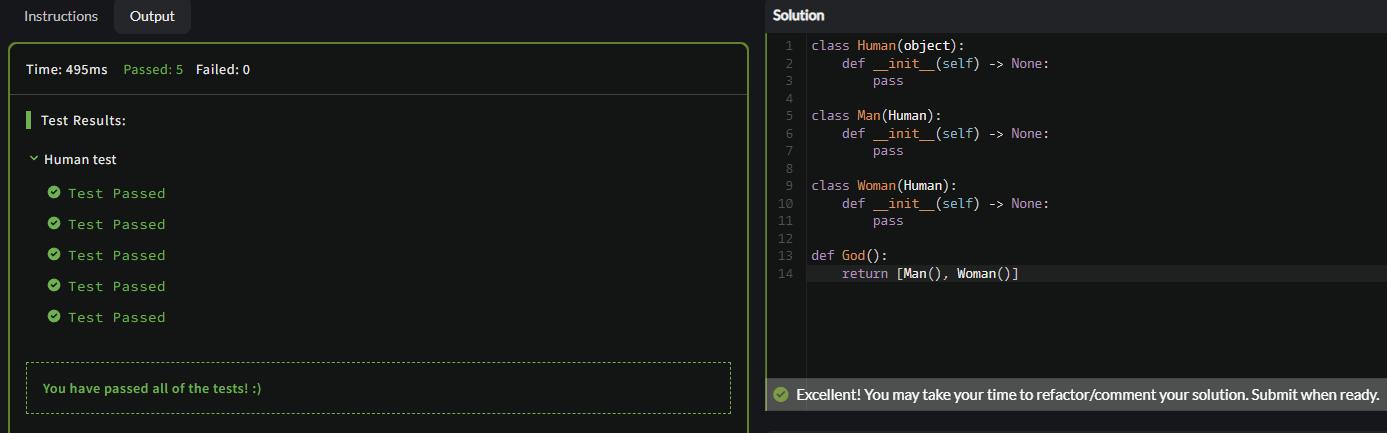 Instructions
Output
Time: 495ms Passed: 5 Failed: 0
Test Results:
Human test
Test Passed
Test Passed
Test Passed
Test Passed
Test Passed
You have passed all of the tests! :)
Solution
1 class Human(object):
2     def __init__(self) -> None:
3         pass
4
5 class Man(Human):
6     def __init__(self) -> None:
7         pass
8
9 class Woman(Human):
10     def __init__(self) -> None:
11         pass
12
13 def God():
14     return [Man(), Woman()]
Excellent! You may take your time to refactor/comment your solution. Submit when ready.